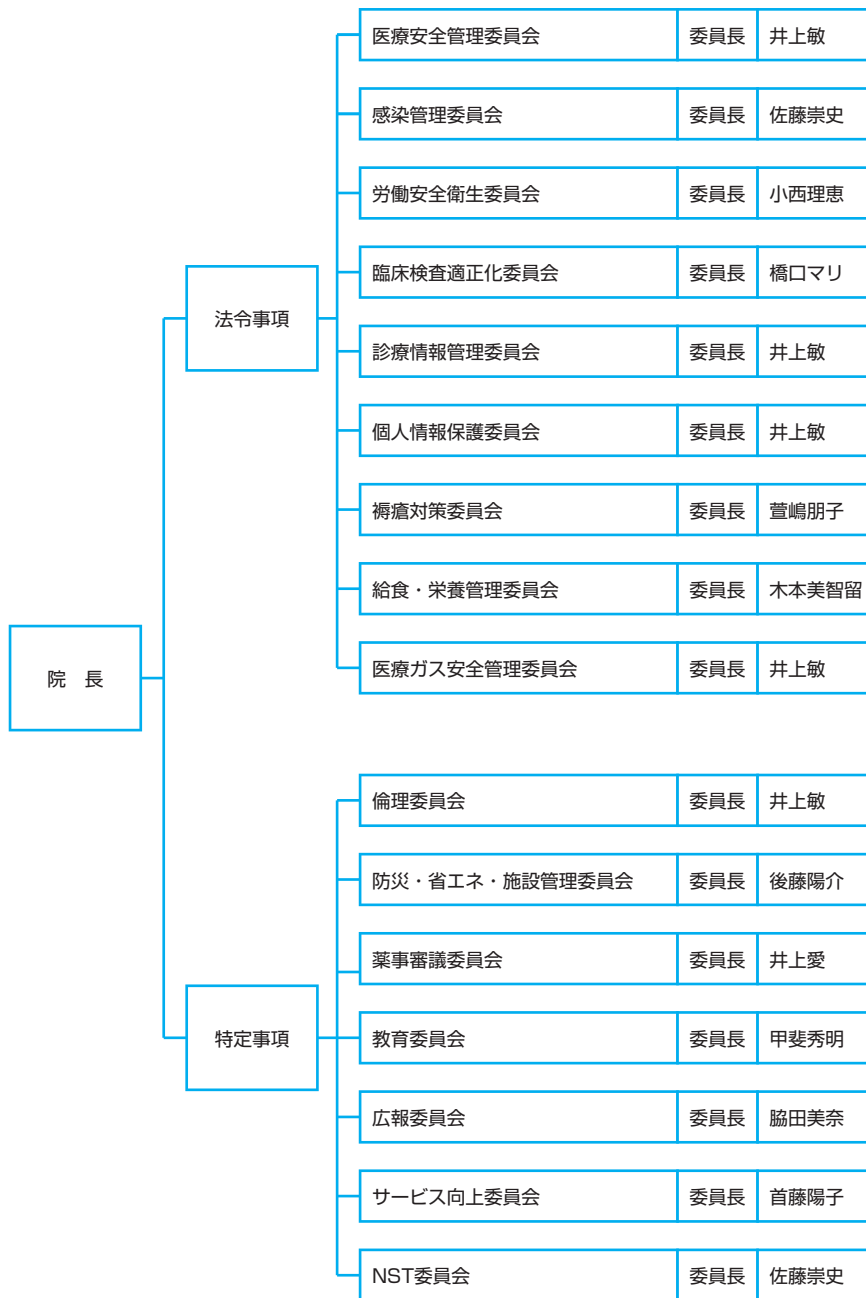 医療安全管理委員会 委員長 井上敏
感染管理委員会 委員長 佐藤崇史
労働安全衛生委員会 委員長 小西理恵
臨床検査適正化委員会 委員長 橋口マリ
法令事項
診療情報管理委員会 委員長 井上敏
個人情報保護委員会 委員長 井上敏
褥瘡対策委員会 委員長 萱嶋朋子
給食・栄養管理委員会 委員長 木本美智留
院　長
医療ガス安全管理委員会 委員長 井上敏
倫理委員会 委員長 井上敏
防災・省エネ・施設管理委員会 委員長 後藤陽介
薬事審議委員会 委員長 井上愛
特定事項
教育委員会 委員長 甲斐秀明
広報委員会 委員長 脇田美奈
サービス向上委員会 委員長 首藤陽子
NST委員会 委員長 佐藤崇史